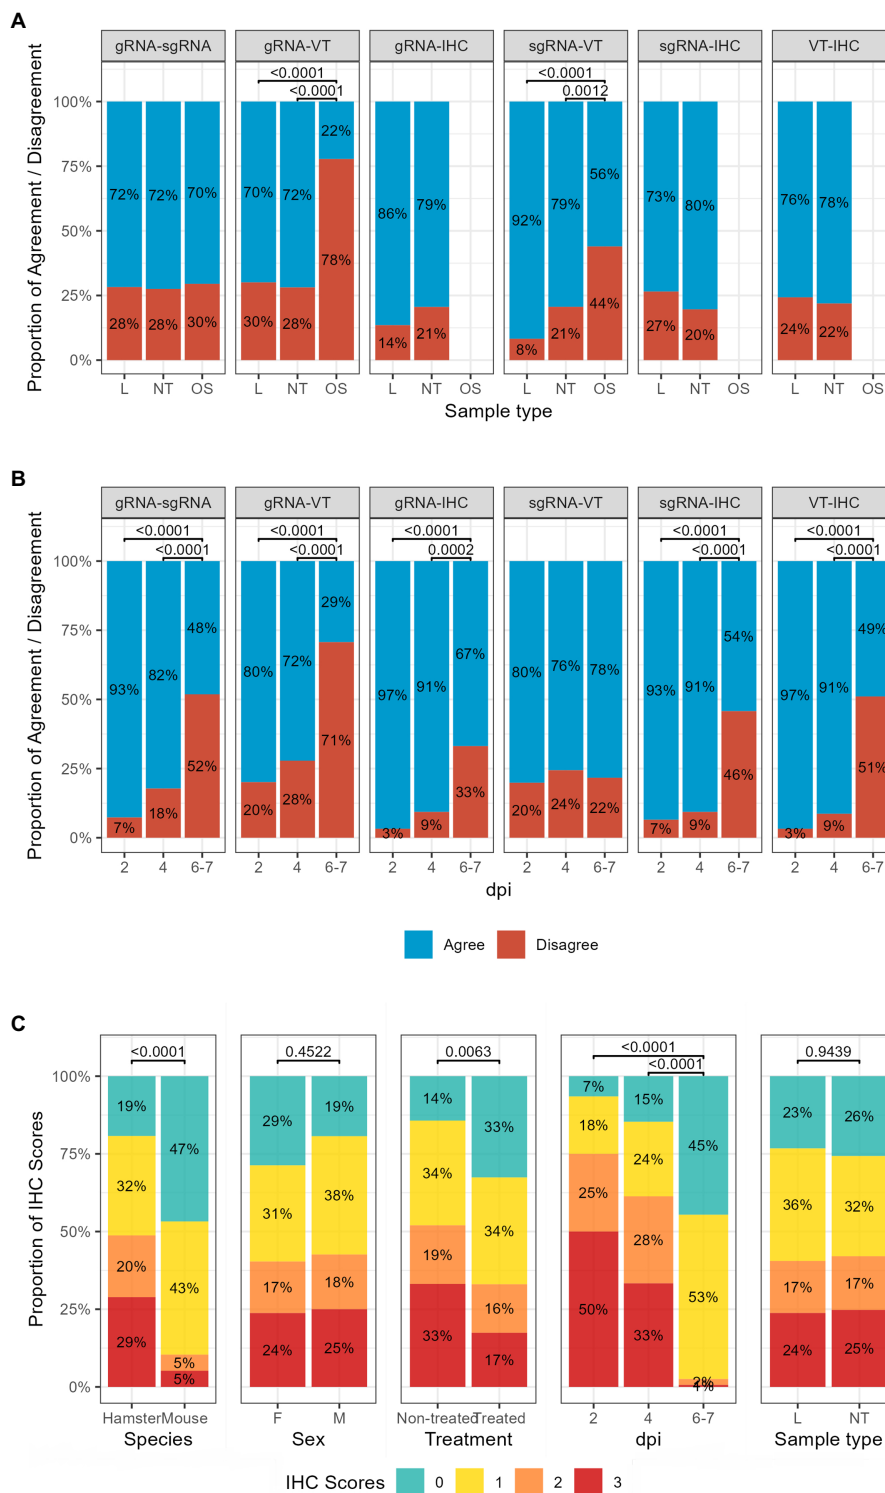 A
gRNA-sgRNA gRNA-VT gRNA-IHC sgRNA-VT sgRNA-IHC VT-IHC
<0.0001 <0.0001
<0.0001 0.0012
Proportion of Agreement / Disagreement
100%
75%
50%
25%
0%
72% 72% 70% 70% 72% 22% 86% 79% 92% 79% 56% 73% 80% 76% 78%
28% 28% 30% 30% 28% 78% 14% 21% 8% 21% 44% 27% 20% 24% 22%
L NT OS L NT OS L NT OS L NT OS L NT OS L NT OS
Sample type
B
gRNA-sgRNA gRNA-VT gRNA-IHC sgRNA-VT sgRNA-IHC VT-IHC
<0.0001 <0.0001 <0.0001 <0.0001 <0.0001
<0.0001 <0.0001 0.0002 <0.0001 <0.0001
Proportion of Agreement / Disagreement
100%
75%
50%
25%
0%
93% 82% 48% 80% 72% 29% 97% 91% 67% 80% 76% 78% 93% 91% 54% 97% 91% 49%
7% 18% 52% 20% 28% 71% 3% 9% 33% 20% 24% 22% 7% 9% 46% 3% 9% 51%
2 4 6-7 2 4 6-7 2 4 6-7 2 4 6-7 2 4 6-7 2 4 6-7
dpi
Agree Disagree
C
<0.0001 0.4522 0.0063 <0.0001 0.9439
<0.0001
Proportion of IHC Scores
100%
75%
50%
25%
0%
19% 47% 29% 19% 14% 33% 7% 15% 45% 23% 26%
32% 43% 31% 38% 34% 34% 18% 24% 53% 36% 32%
20% 5% 17% 18% 19% 16% 25% 28% 2% 17% 17%
29% 5% 24% 25% 33% 17% 50% 33% 1% 24% 25%
Hamster Mouse F M Non-treated Treated 2 4 6-7 L NT
Species Sex Treatment dpi Sample type
IHC Scores 0 1 2 3